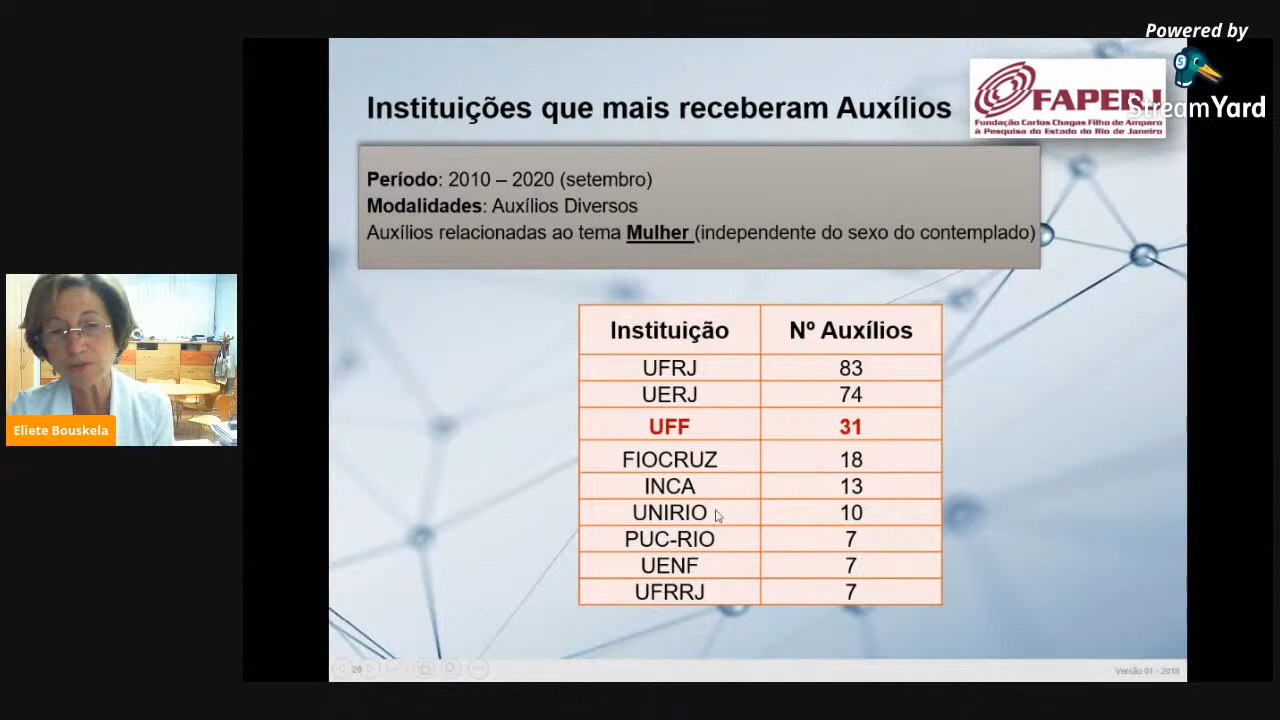 Powered by
StreamYard
Instituições que mais receberam Auxílios
FAPERJ
Fundação Carlos Chagas Filho de Amparo
à Pesquisa do Estado do Rio de Janeiro
Período: 2010 – 2020 (setembro)
Modalidades: Auxílios Diversos
Auxílios relacionadas ao tema Mulher (independente do sexo do contemplado)
Instituição Nº Auxílios
UFRJ 83
UERJ 74
UFF 31
FIOCRUZ 18
INCA 13
UNIRIO 10
PUC-RIO 7
UENF 7
UFRRJ 7
Eliete Bouskela
20
Versão 01 - 2018